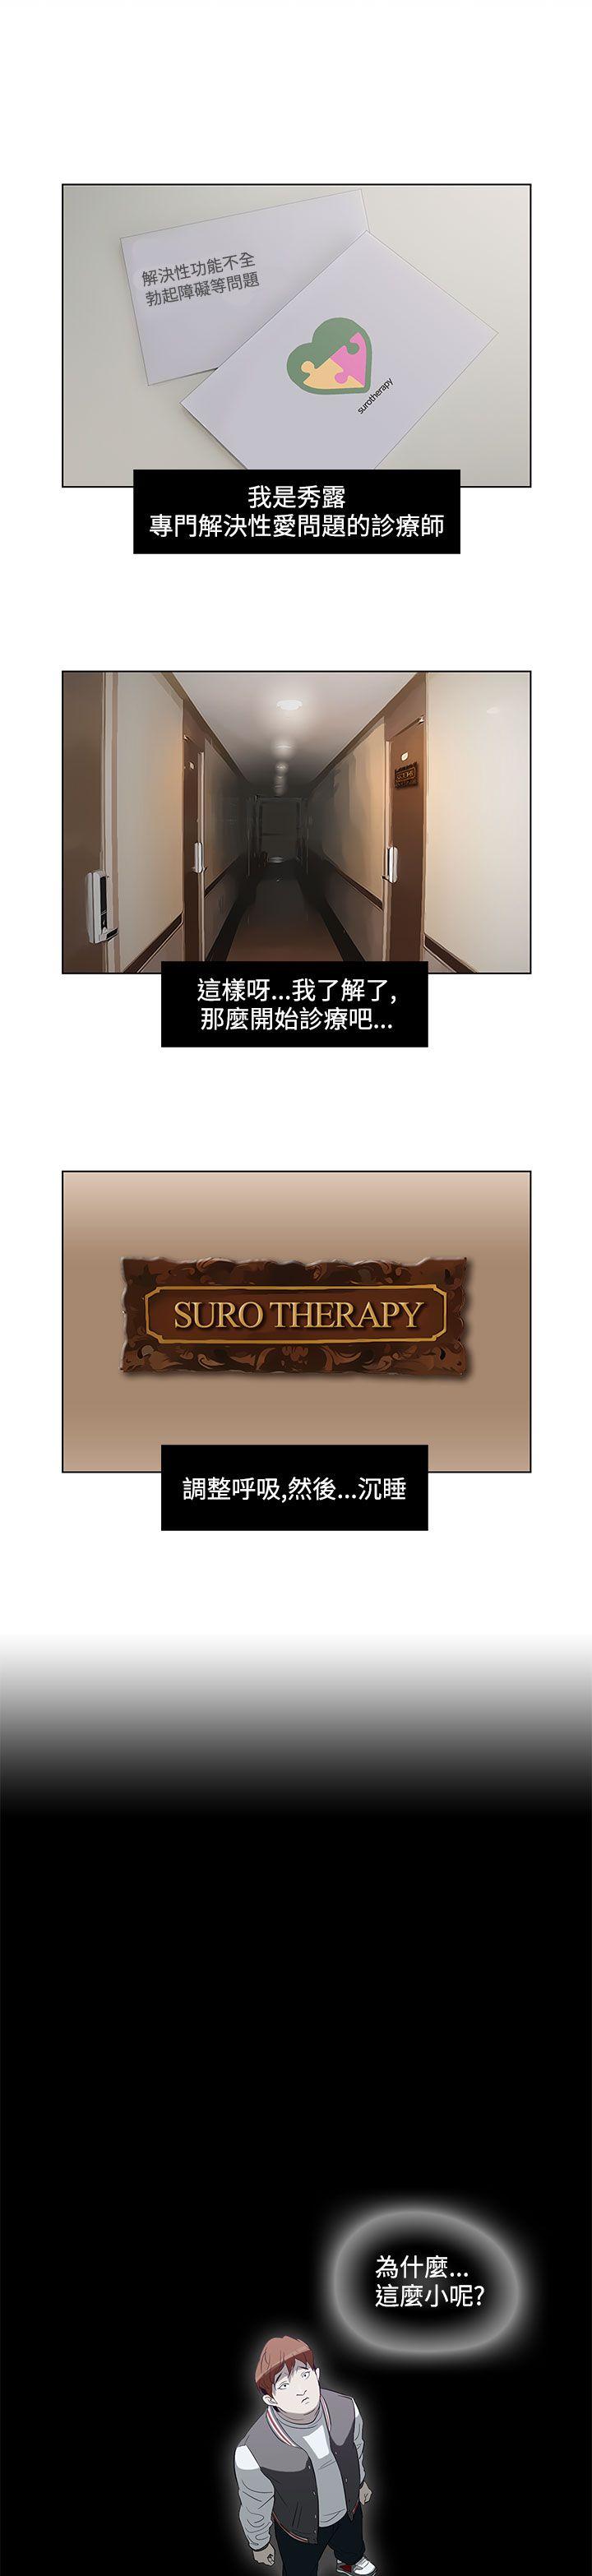 解決性功能不全
勃起障礙等問題
surotherapy
我是秀露
專門解決性愛問題的診療師
這樣呀...我了解了,
那麼開始診療吧...
SURO THERAPY
調整呼吸,然後...沉睡
為什麼...
這麼小呢?